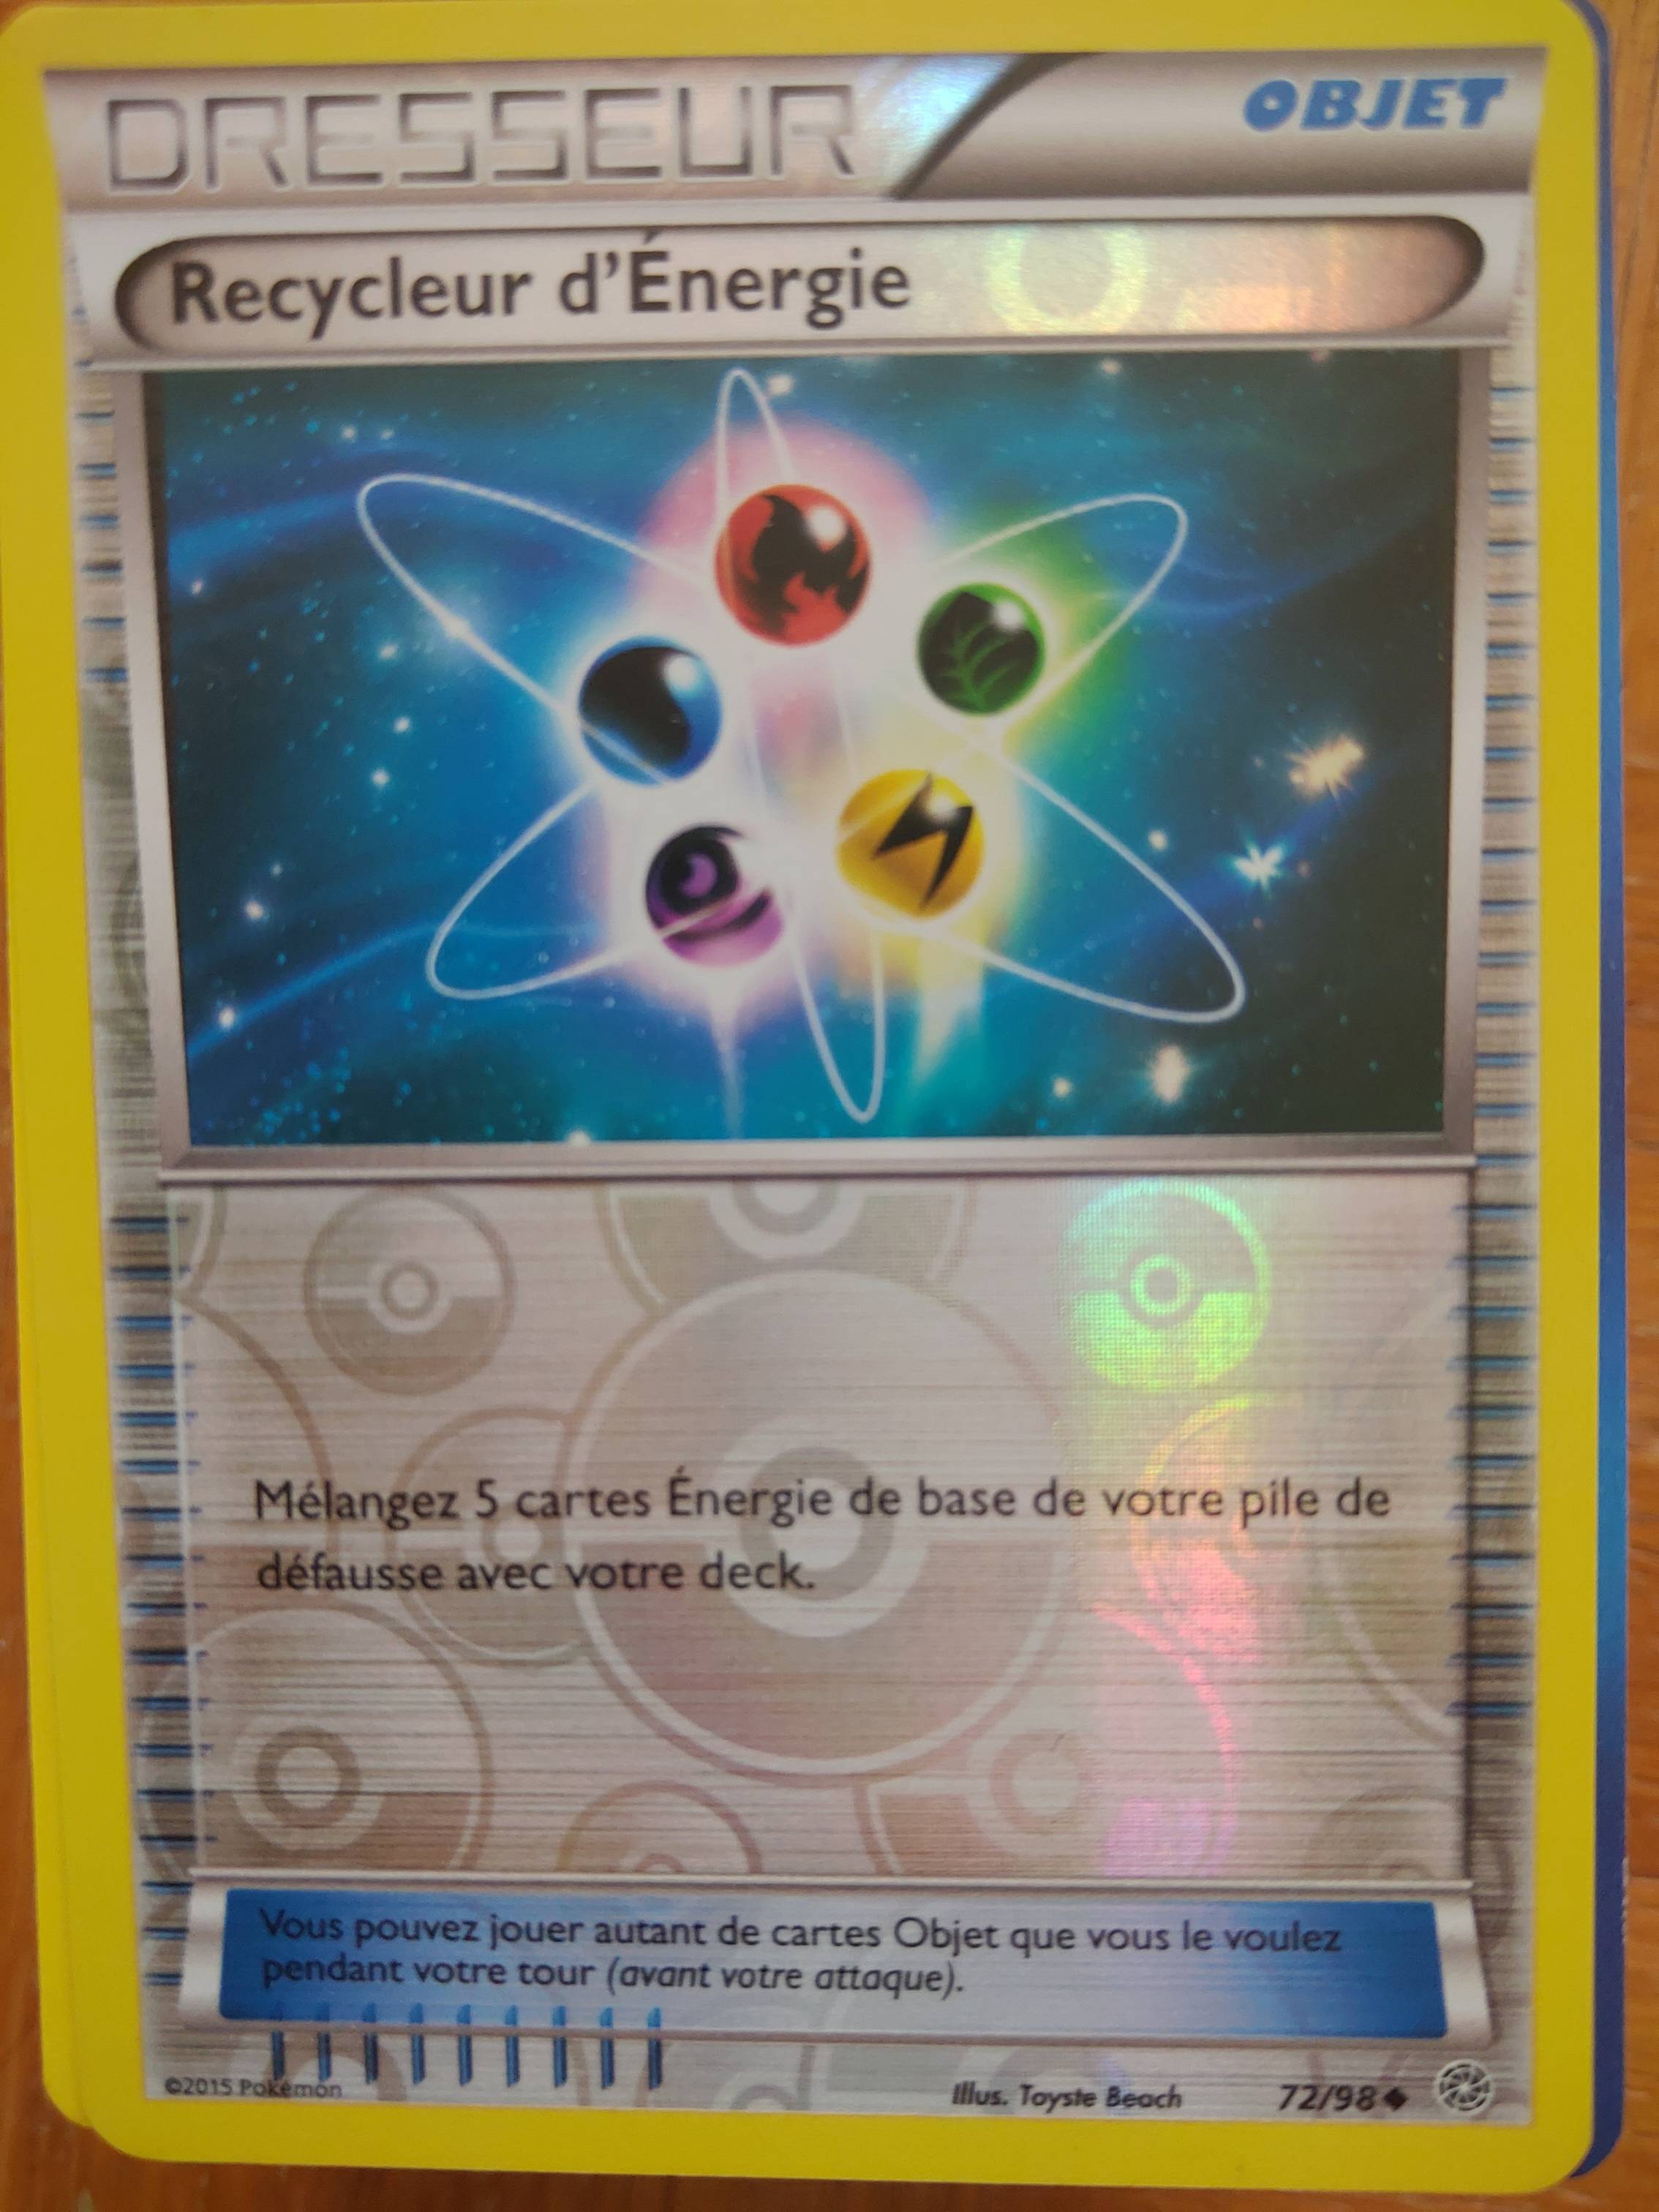 DRESSEUR
OBJET
Recycleur d'Énergie
Mélangez 5 cartes Énergie de base de votre pile de
défausse avec votre deck.
Vous pouvez jouer autant de cartes Objet que vous le voulez
pendant votre tour (avant votre attaque).
©2015 Pokémon
Illus. Toyste Beach
72/98